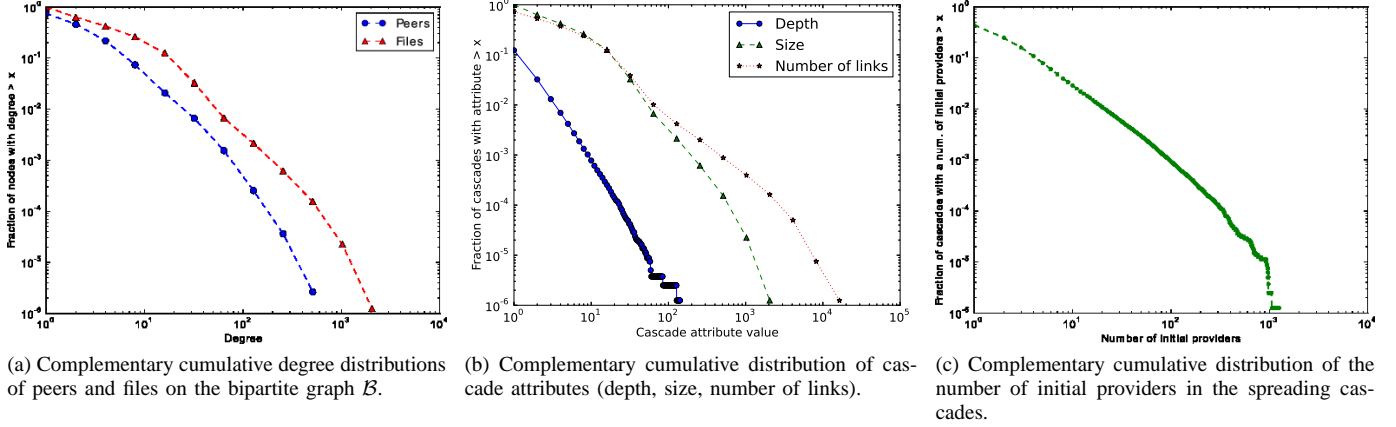 Fraction of nodes with degree > x
10^0
10^-1
10^-2
10^-3
10^-4
10^-5
10^-6
Peers
Files
10^0 10^1 10^2 10^3 10^4
Degree
(a) Complementary cumulative degree distributions
of peers and files on the bipartite graph B.
Fraction of cascades with attribute > x
10^0
10^-1
10^-2
10^-3
10^-4
10^-5
10^-6
Depth
Size
Number of links
10^0 10^1 10^2 10^3 10^4 10^5
Cascade attribute value
(b) Complementary cumulative distribution of cas-
cade attributes (depth, size, number of links).
Fraction of cascades with a num. of initial providers > x
10^0
10^-1
10^-2
10^-3
10^-4
10^-5
10^-6
10^0 10^1 10^2 10^3 10^4
Number of initial providers
(c) Complementary cumulative distribution of the
number of initial providers in the spreading cas-
cades.